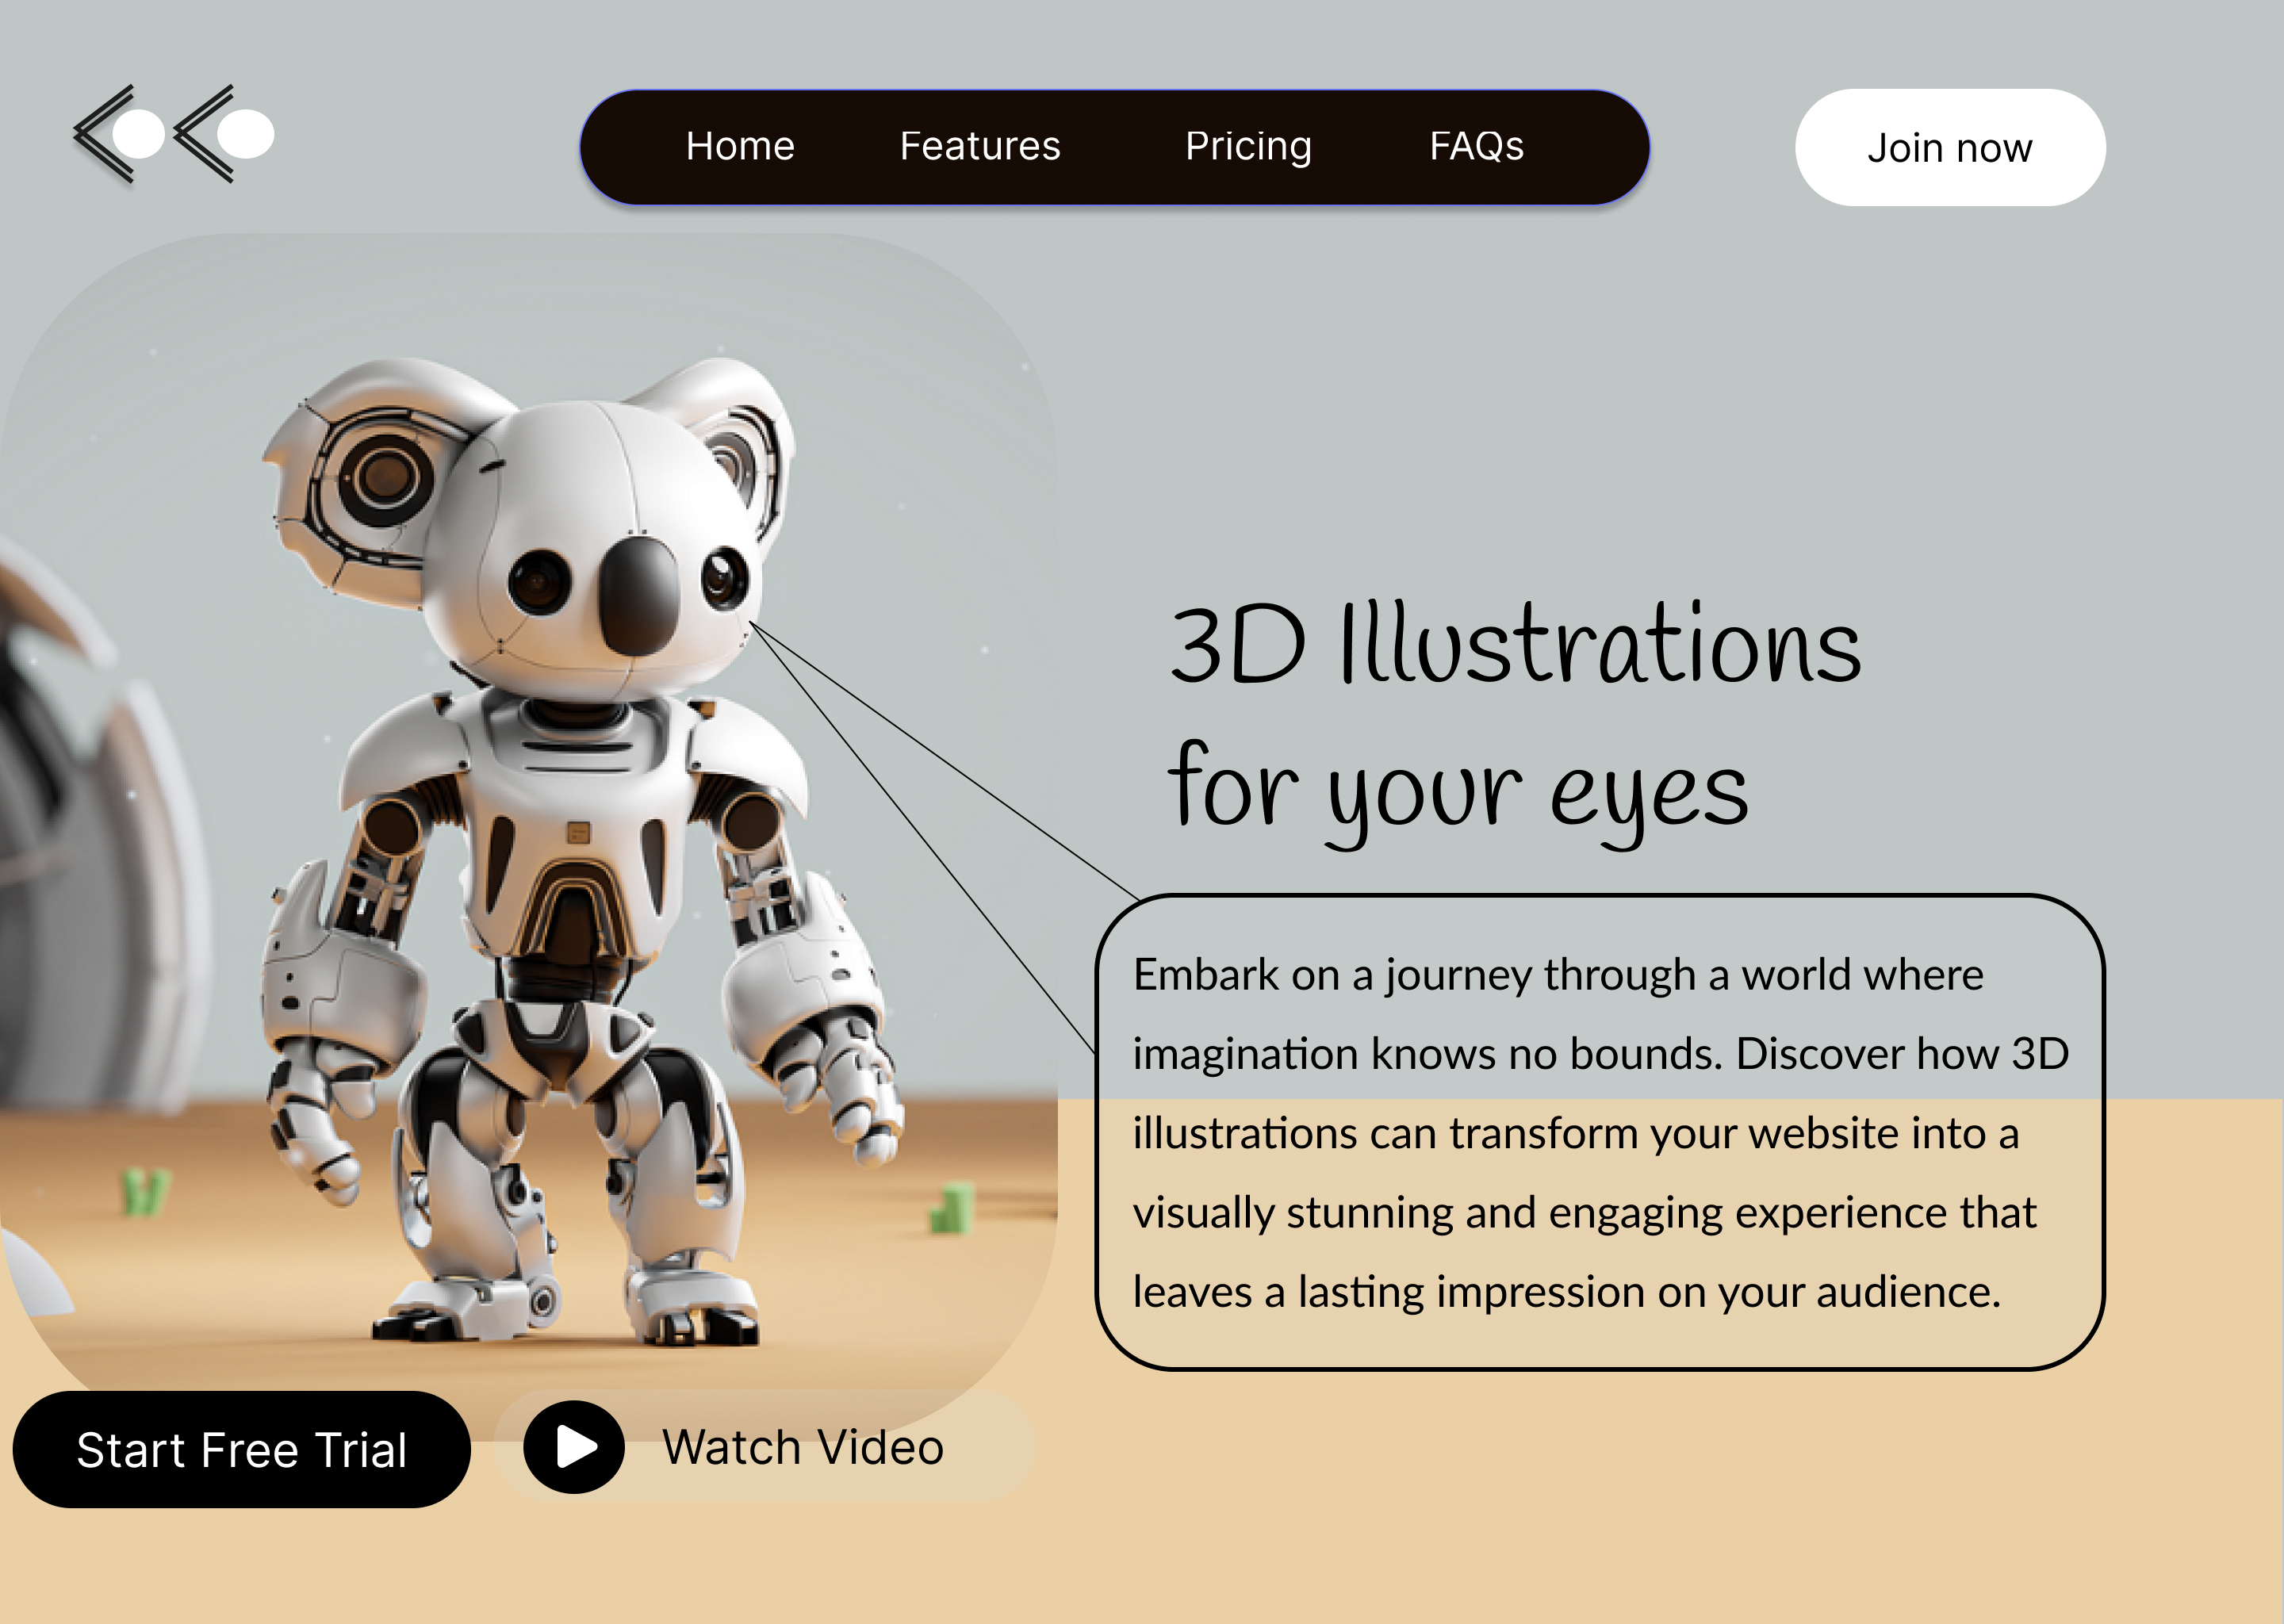 Home Features Pricing FAQs
Join now
3D Illustrations
for your eyes
Embark on a journey through a world where
imagination knows no bounds. Discover how 3D
illustrations can transform your website into a
visually stunning and engaging experience that
leaves a lasting impression on your audience.
Start Free Trial
Watch Video